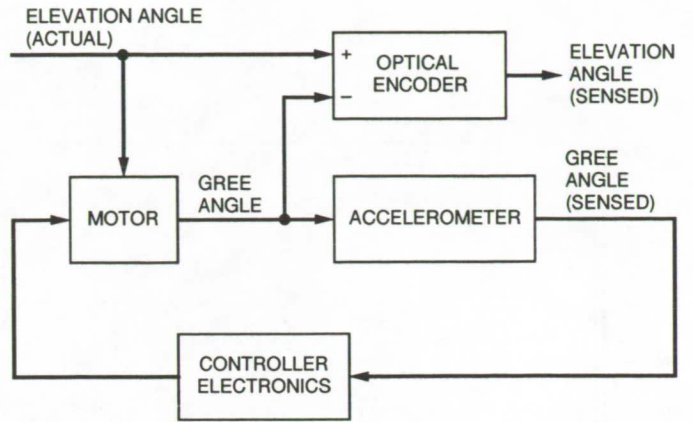 ELEVATION ANGLE
(ACTUAL)
+
−
OPTICAL
ENCODER
ELEVATION
ANGLE
(SENSED)
MOTOR
GREE
ANGLE
ACCELEROMETER
GREE
ANGLE
(SENSED)
CONTROLLER
ELECTRONICS